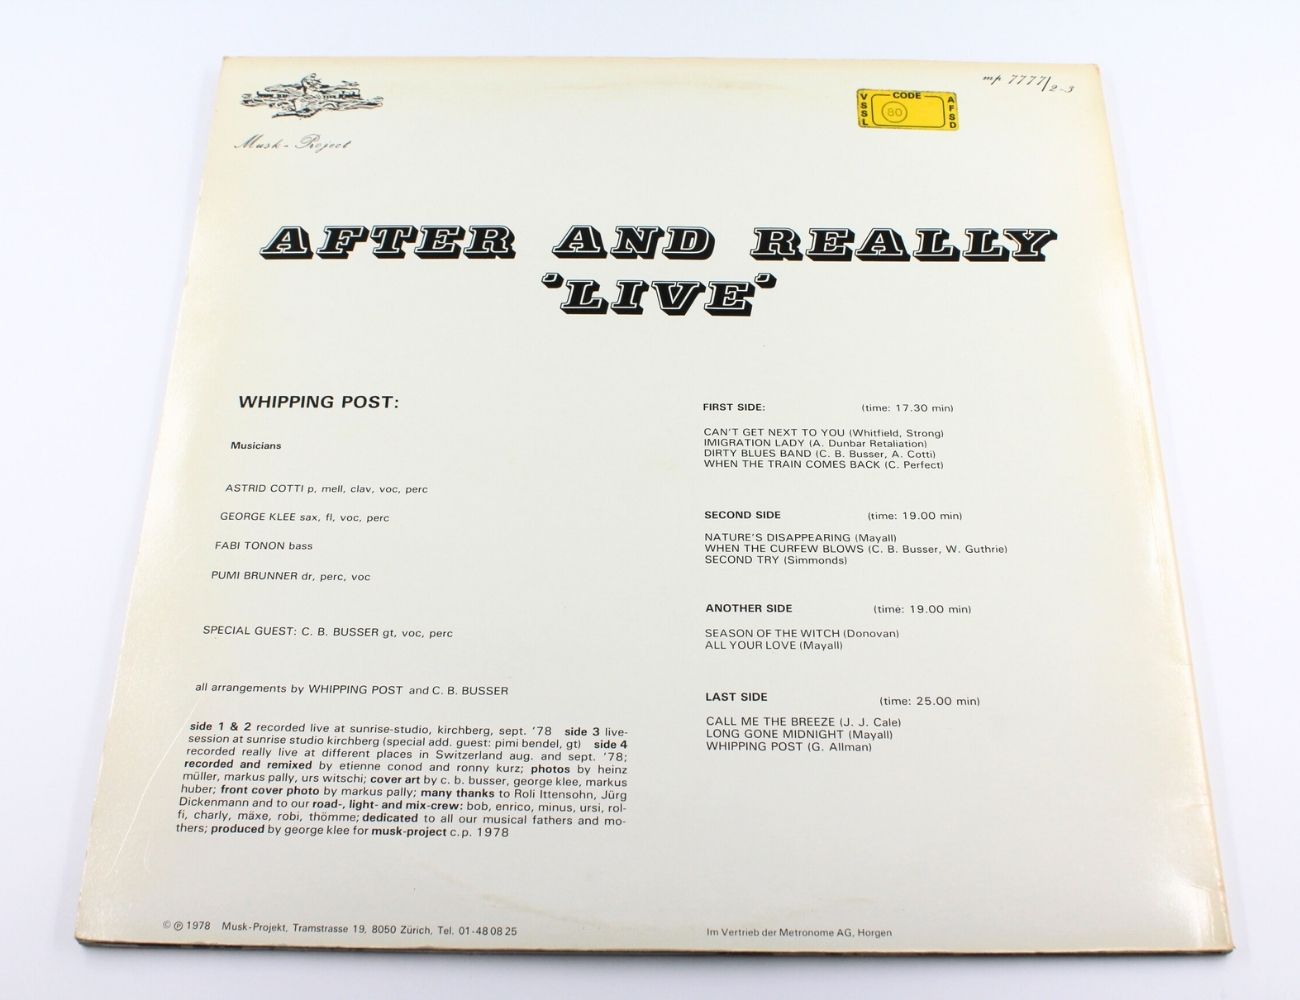 Musk-Project
VSSL CODE 80 AFSD
mp 7777/2-3
AFTER AND REALLY
'LIVE'
WHIPPING POST:
Musicians
ASTRID COTTI p, mell, clav, voc, perc
GEORGE KLEE sax, fl, voc, perc
FABI TONON bass
PUMI BRUNNER dr, perc, voc
SPECIAL GUEST: C. B. BUSSER gt, voc, perc
all arrangements by WHIPPING POST and C. B. BUSSER
side 1 & 2 recorded live at sunrise-studio, kirchberg, sept. '78 side 3 live-
session at sunrise studio kirchberg (special add. guest: pimi bendel, gt) side 4
recorded really live at different places in Switzerland aug. and sept. '78;
recorded and remixed by etienne conod and ronny kurz; photos by heinz
müller, markus pally, urs witschi; cover art by c. b. busser, george klee, markus
huber; front cover photo by markus pally; many thanks to Roli Ittensohn, Jürg
Dickenmann and to our road-, light- and mix-crew: bob, enrico, minus, ursi, rol-
fi, charly, mäxe, robi, thömme; dedicated to all our musical fathers and mo-
thers; produced by george klee for musk-project c.p. 1978
© ℗ 1978 Musk-Projekt, Tramstrasse 19, 8050 Zürich, Tel. 01-48 08 25
FIRST SIDE: (time: 17.30 min)
CAN'T GET NEXT TO YOU (Whitfield, Strong)
IMIGRATION LADY (A. Dunbar Retaliation)
DIRTY BLUES BAND (C. B. Busser, A. Cotti)
WHEN THE TRAIN COMES BACK (C. Perfect)
SECOND SIDE (time: 19.00 min)
NATURE'S DISAPPEARING (Mayall)
WHEN THE CURFEW BLOWS (C. B. Busser, W. Guthrie)
SECOND TRY (Simmonds)
ANOTHER SIDE (time: 19.00 min)
SEASON OF THE WITCH (Donovan)
ALL YOUR LOVE (Mayall)
LAST SIDE (time: 25.00 min)
CALL ME THE BREEZE (J. J. Cale)
LONG GONE MIDNIGHT (Mayall)
WHIPPING POST (G. Allman)
Im Vertrieb der Metronome AG, Horgen